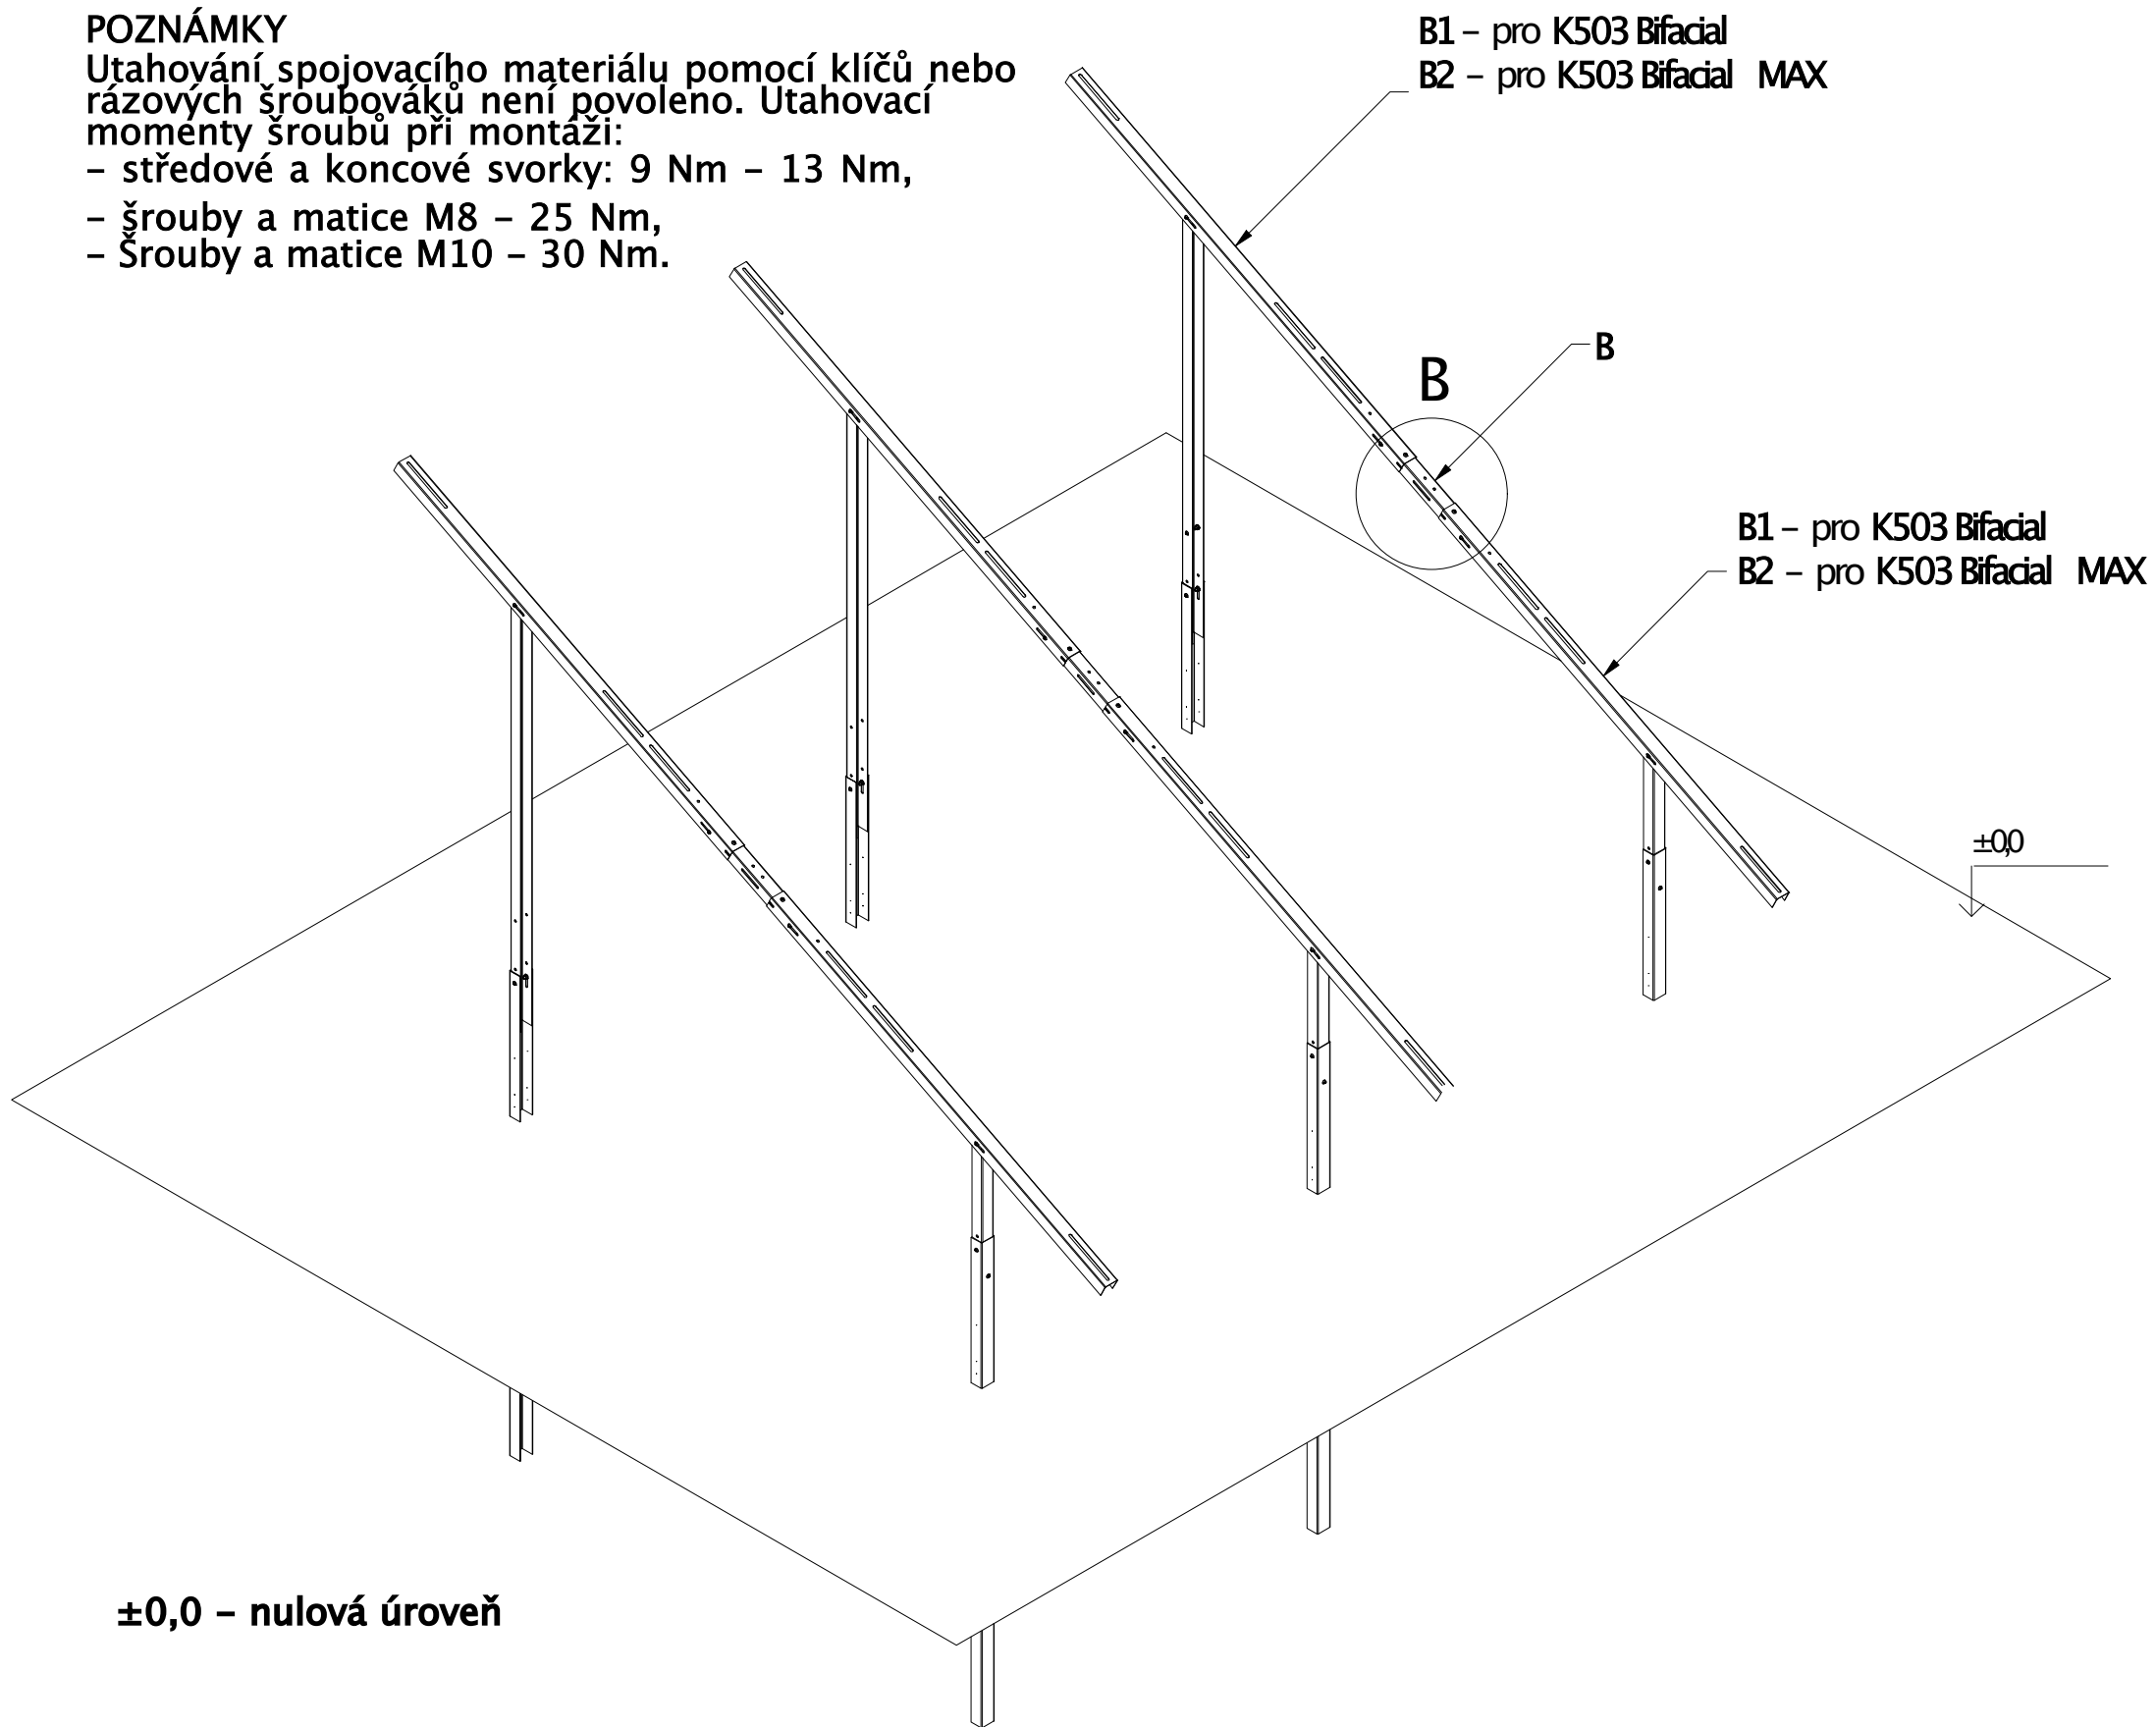 POZNÁMKY
Utahování spojovacího materiálu pomocí klíčů nebo
rázových šroubováků není povoleno. Utahovací
momenty šroubů při montáži:
– středové a koncové svorky: 9 Nm – 13 Nm,
– šrouby a matice M8 – 25 Nm,
– Šrouby a matice M10 – 30 Nm.
B1 – pro K503 Bifacial
B2 – pro K503 Bifacial MAX
B
B
B1 – pro K503 Bifacial
B2 – pro K503 Bifacial MAX
±0,0
±0,0 – nulová úroveň